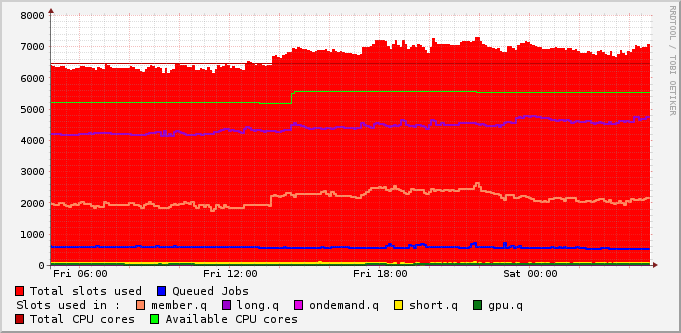 8000
7000
6000
5000
4000
3000
2000
1000
0
Fri 06:00 Fri 12:00 Fri 18:00 Sat 00:00
Total slots used Queued Jobs
Slots used in : member.q long.q ondemand.q short.q gpu.q
Total CPU cores Available CPU cores
RRDTOOL / TOBI OETIKER